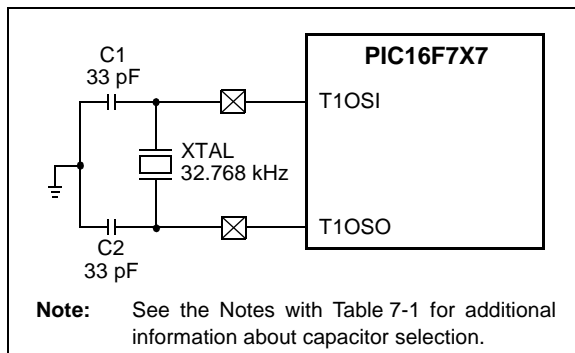 C1
33 pF
PIC16F7X7
T1OSI
XTAL
32.768 kHz
T1OSO
C2
33 pF
Note: See the Notes with Table 7-1 for additional
information about capacitor selection.